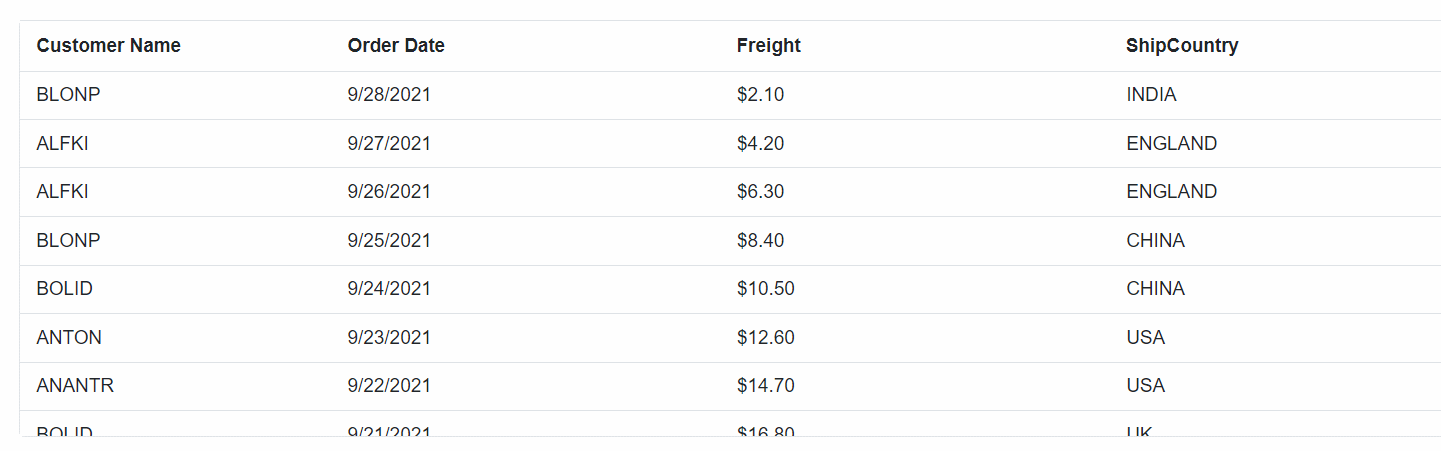 Customer Name Order Date Freight ShipCountry
BLONP 9/28/2021 $2.10 INDIA
ALFKI 9/27/2021 $4.20 ENGLAND
ALFKI 9/26/2021 $6.30 ENGLAND
BLONP 9/25/2021 $8.40 CHINA
BOLID 9/24/2021 $10.50 CHINA
ANTON 9/23/2021 $12.60 USA
ANANTR 9/22/2021 $14.70 USA
BOLID 9/21/2021 $16.80 UK